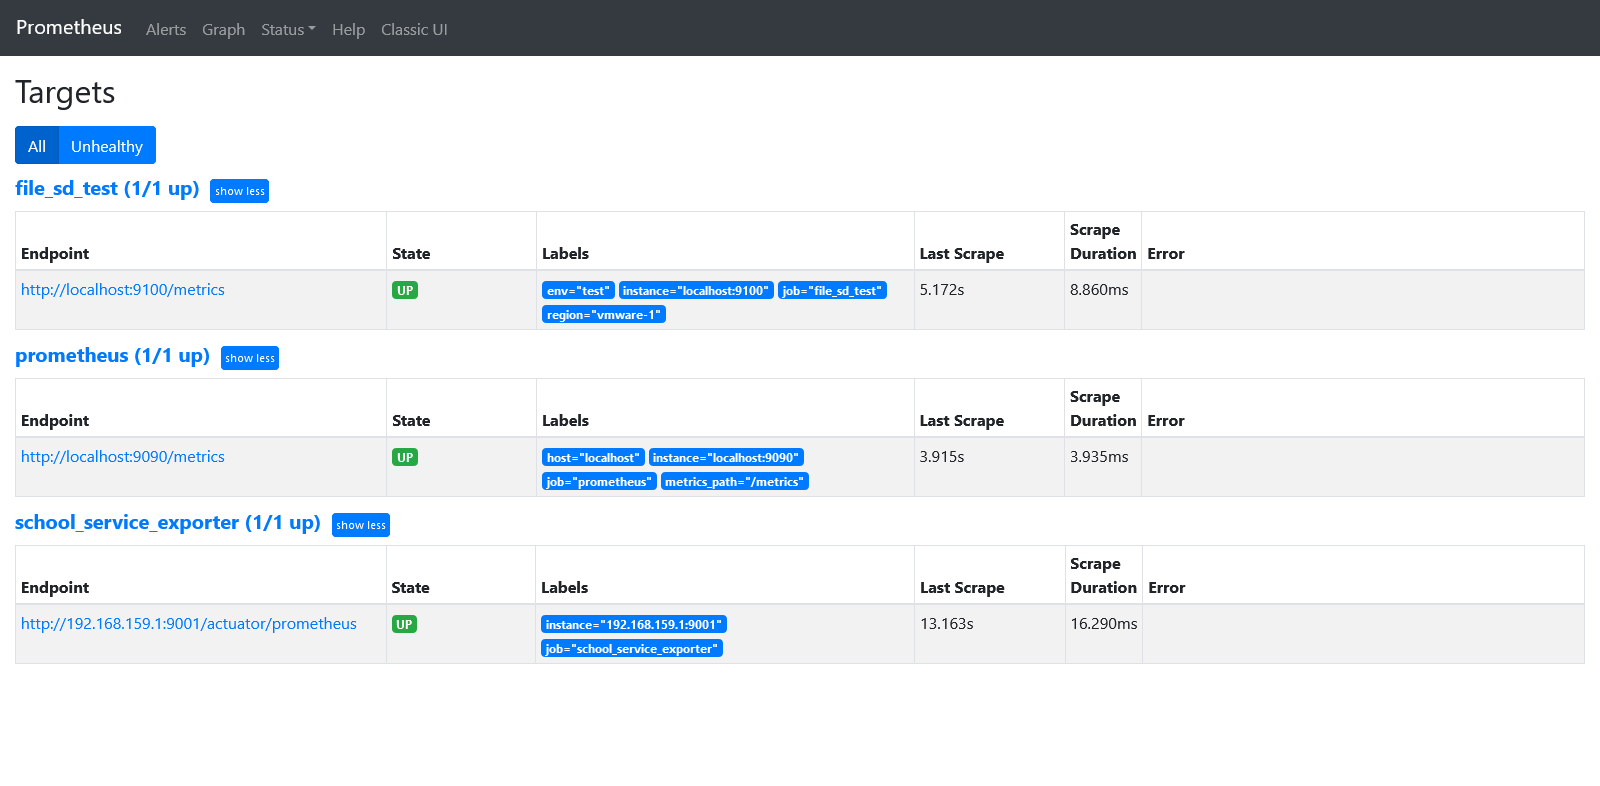 Prometheus Alerts Graph Status Help Classic UI
Targets
All Unhealthy
file_sd_test (1/1 up) show less
Endpoint State Labels Last Scrape Scrape Duration Error
http://localhost:9100/metrics UP env="test" instance="localhost:9100" job="file_sd_test" 5.172s 8.860ms
region="vmware-1"
prometheus (1/1 up) show less
Endpoint State Labels Last Scrape Scrape Duration Error
http://localhost:9090/metrics UP host="localhost" instance="localhost:9090" 3.915s 3.935ms
job="prometheus" metrics_path="/metrics"
school_service_exporter (1/1 up) show less
Endpoint State Labels Last Scrape Scrape Duration Error
http://192.168.159.1:9001/actuator/prometheus UP instance="192.168.159.1:9001" 13.163s 16.290ms
job="school_service_exporter"